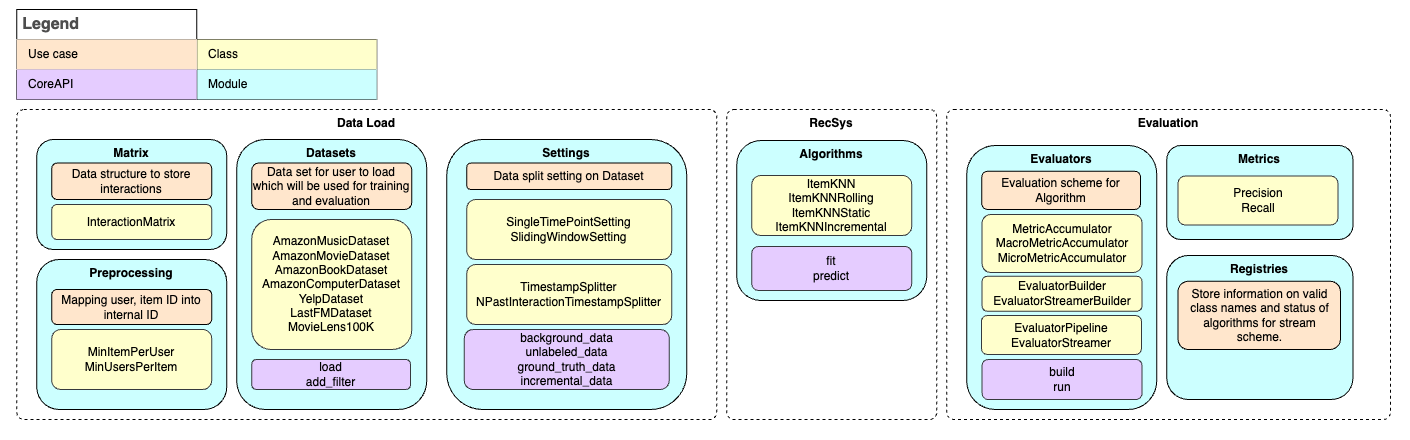 Legend
Use case
Class
CoreAPI
Module
Data Load
Matrix
Data structure to store
interactions
InteractionMatrix
Preprocessing
Mapping user, item ID into
internal ID
MinItemPerUser
MinUsersPerItem
Datasets
Data set for user to load
which will be used for training
and evaluation
AmazonMusicDataset
AmazonMovieDataset
AmazonBookDataset
AmazonComputerDataset
YelpDataset
LastFMDataset
MovieLens100K
load
add_filter
Settings
Data split setting on Dataset
SingleTimePointSetting
SlidingWindowSetting
TimestampSplitter
NPastInteractionTimestampSplitter
background_data
unlabeled_data
ground_truth_data
incremental_data
RecSys
Algorithms
ItemKNN
ItemKNNRolling
ItemKNNStatic
ItemKNNIncremental
fit
predict
Evaluation
Evaluators
Evaluation scheme for
Algorithm
MetricAccumulator
MacroMetricAccumulator
MicroMetricAccumulator
EvaluatorBuilder
EvaluatorStreamerBuilder
EvaluatorPipeline
EvaluatorStreamer
build
run
Metrics
Precision
Recall
Registries
Store information on valid
class names and status of
algorithms for stream
scheme.